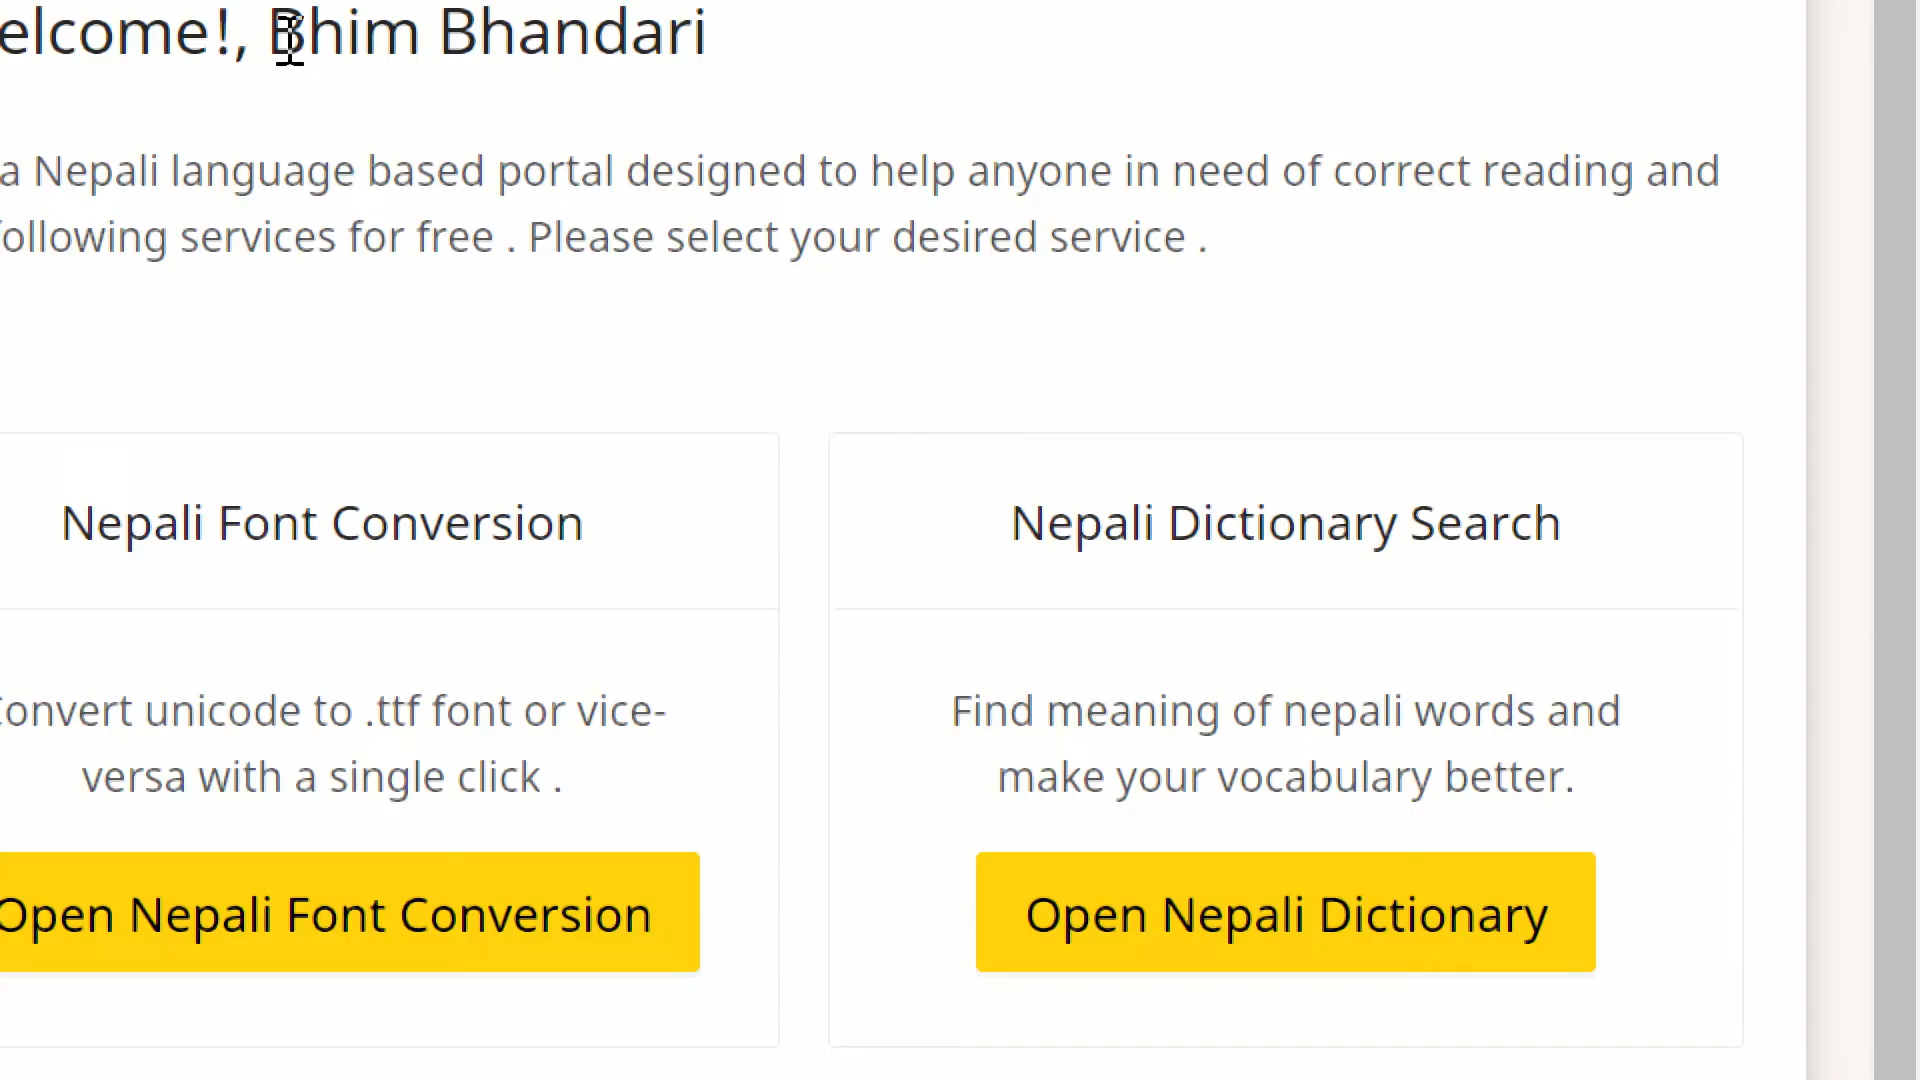 elcome!, Bhim Bhandari
a Nepali language based portal designed to help anyone in need of correct reading and
following services for free . Please select your desired service .
Nepali Font Conversion
Convert unicode to .ttf font or vice-
versa with a single click .
Open Nepali Font Conversion
Nepali Dictionary Search
Find meaning of nepali words and
make your vocabulary better.
Open Nepali Dictionary